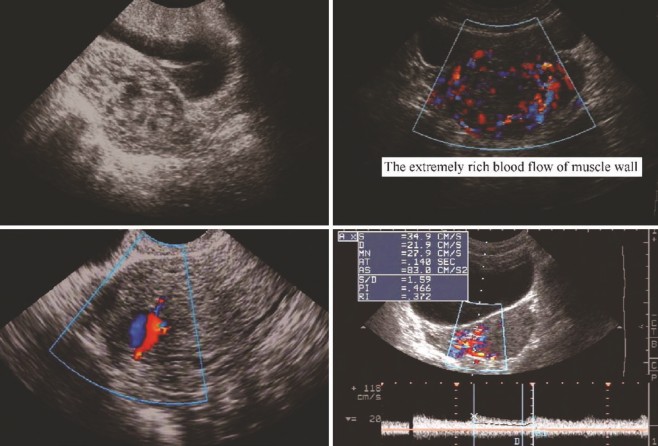 The extremely rich blood flow of muscle wall
A x S =34.9 CM/S
D =21.9 CM/S
MN =27.9 CM/S
AT =.140 SEC
AS =83.0 CM/S2
S/D =1.59
PI =.466
RI =.372
+ 118
cm/s
20
D